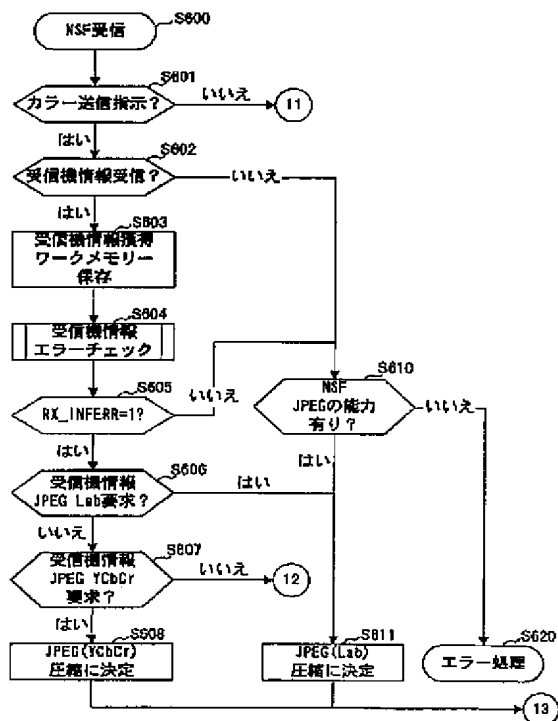 NSF受信
S600
S601
カラー送信指示？
いいえ
11
はい
S602
受信機情報受信？
いいえ
はい
S603
受信機情報獲得
ワークメモリー
保存
S604
受信機情報
エラーチェック
S605
RX_INFERR=1?
いいえ
はい
S610
NSF
JPEGの能力
有り？
いいえ
はい
S606
受信機情報
JPEG Lab要求？
はい
いいえ
S607
受信機情報
JPEG YCbCr
要求？
いいえ
12
はい
S608
JPEG(YCbCr)
圧縮に決定
S611
JPEG(Lab)
圧縮に決定
S620
エラー処理
13